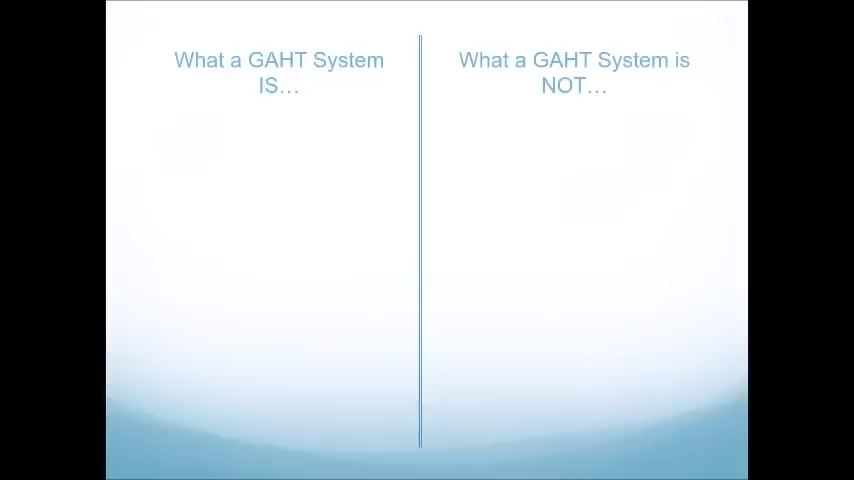 What a GAHT System
IS…
What a GAHT System is
NOT…